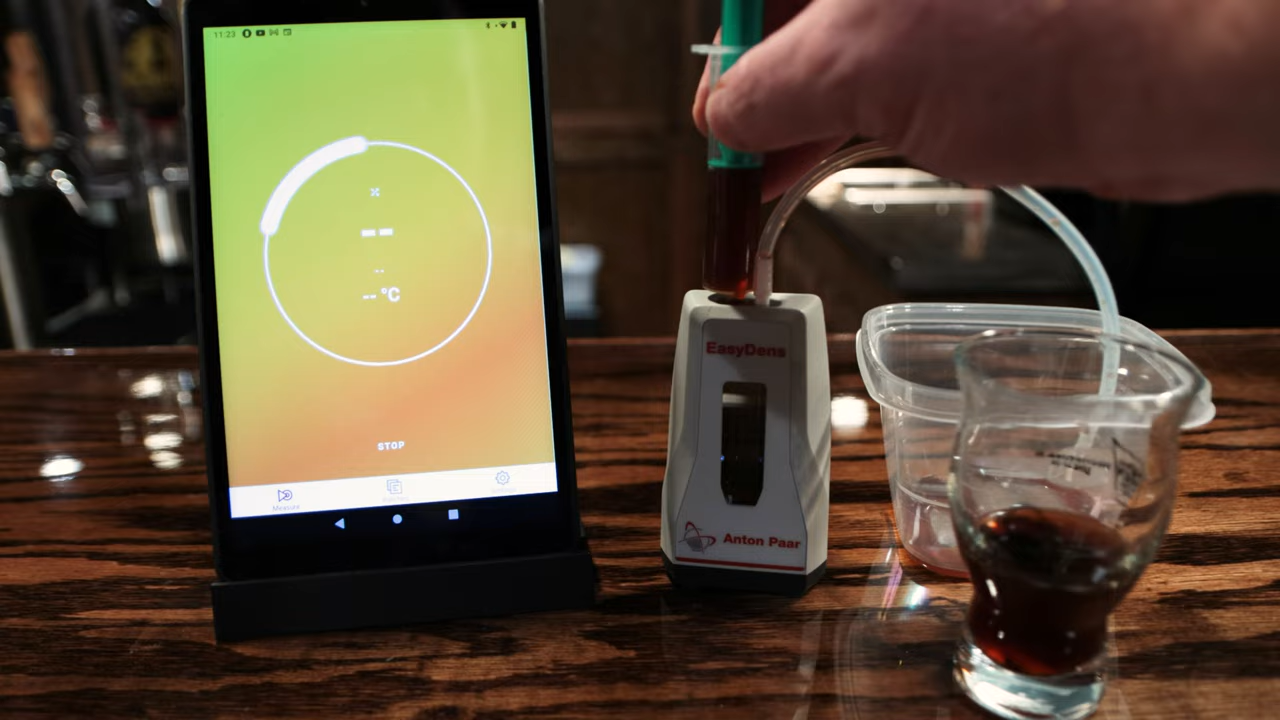 11:23
--
--
-- °C
STOP
Measure
EasyDens
Anton Paar